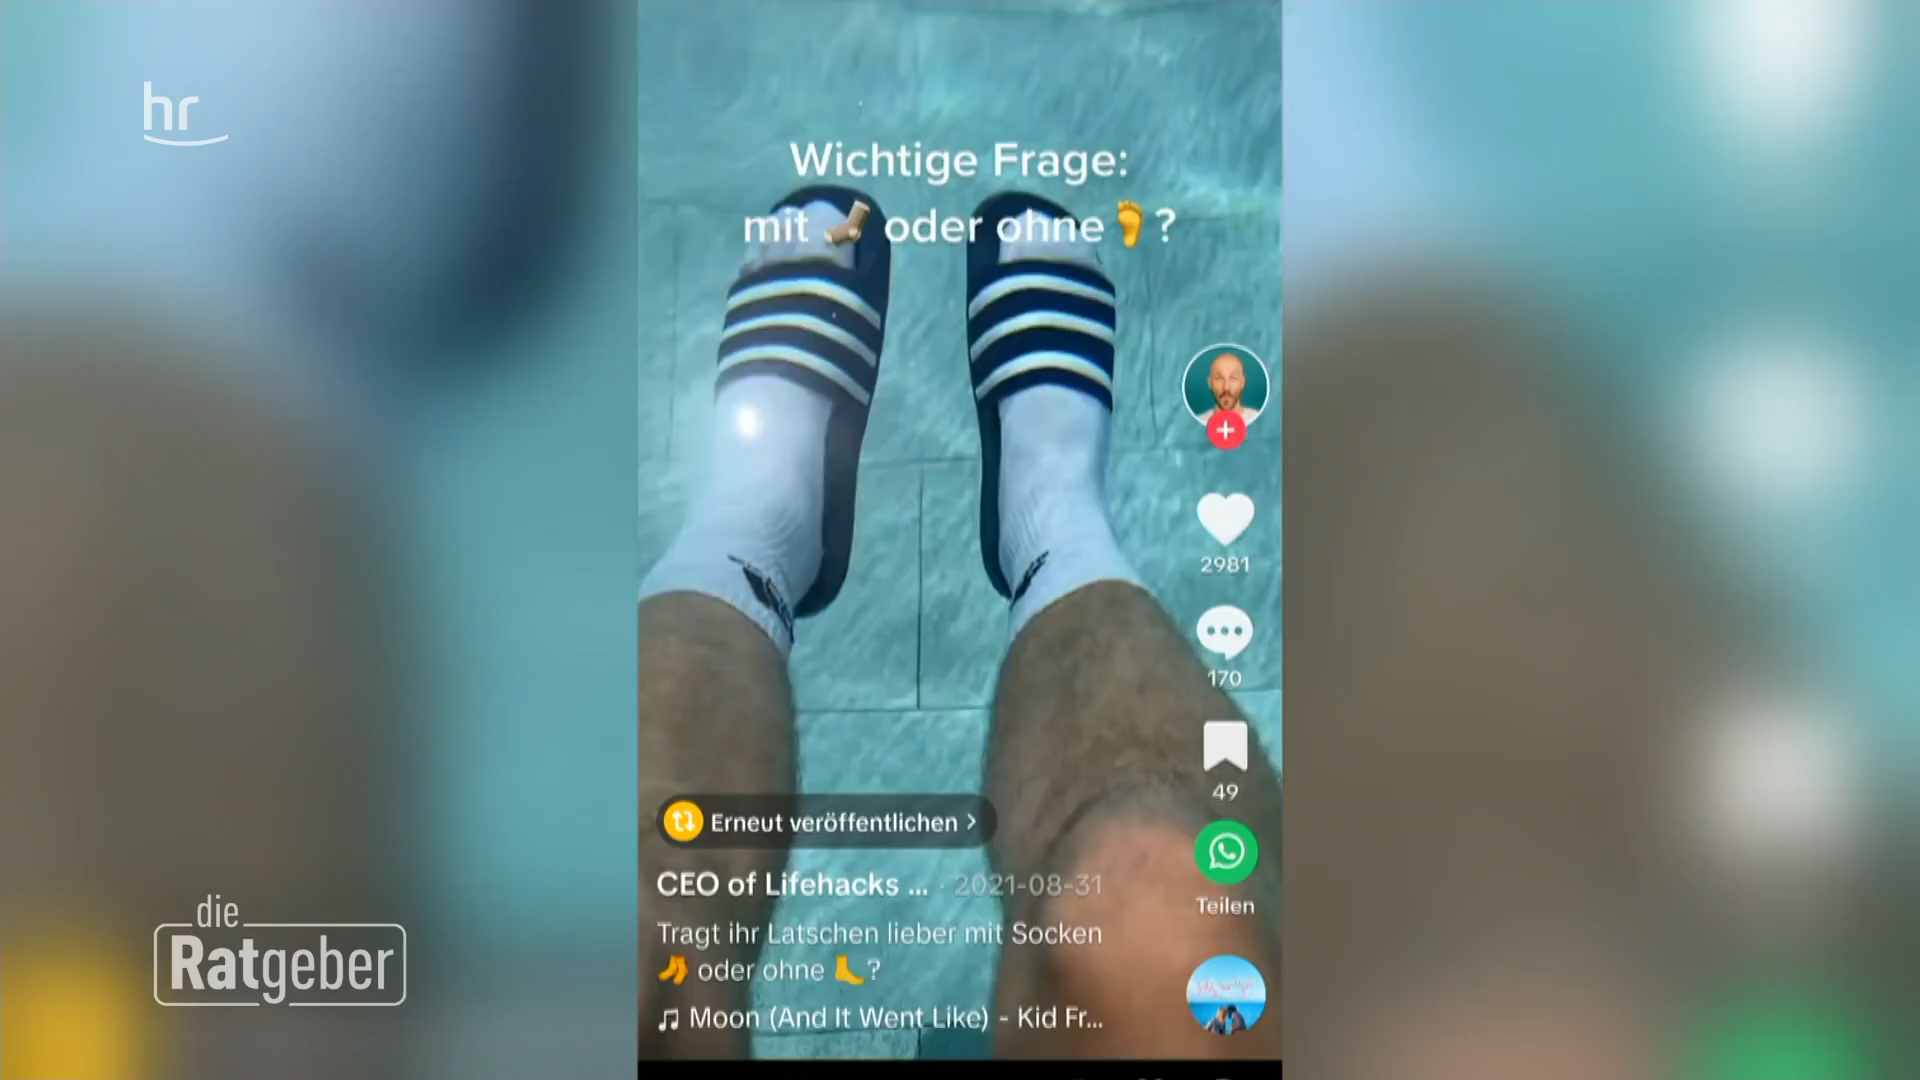 hr
Wichtige Frage:
mit 🧦 oder ohne 🦶?
2981
170
49
Erneut veröffentlichen >
CEO of Lifehacks ... · 2021-08-31
Teilen
Tragt ihr Latschen lieber mit Socken
🧦 oder ohne 🦶?
Moon (And It Went Like) - Kid Fr...
die
Ratgeber